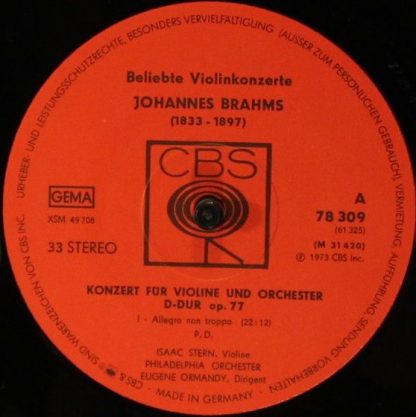 URHEBER- UND LEISTUNGSSCHUTZRECHTE, BESONDERS VERVIELFÄLTIGUNG (AUSSER ZUM PERSÖNLICHEN GEBRAUCH), VERMIETUNG, AUFFÜHRUNG, SENDUNG VORBEHALTEN
Beliebte Violinkonzerte
JOHANNES BRAHMS
(1833 - 1897)
CBS
GEMA
XSM 49 708
33 STEREO
A
78 309
(61 325)
(M 31 420)
℗ 1973 CBS Inc.
KONZERT FÜR VIOLINE UND ORCHESTER
D-DUR op. 77
I - Allegro non troppo (22:12)
P. D.
ISAAC STERN, Violine
PHILADELPHIA ORCHESTER
EUGENE ORMANDY, Dirigent
CBS & SIND WARENZEICHEN VON CBS INC.
- MADE IN GERMANY -